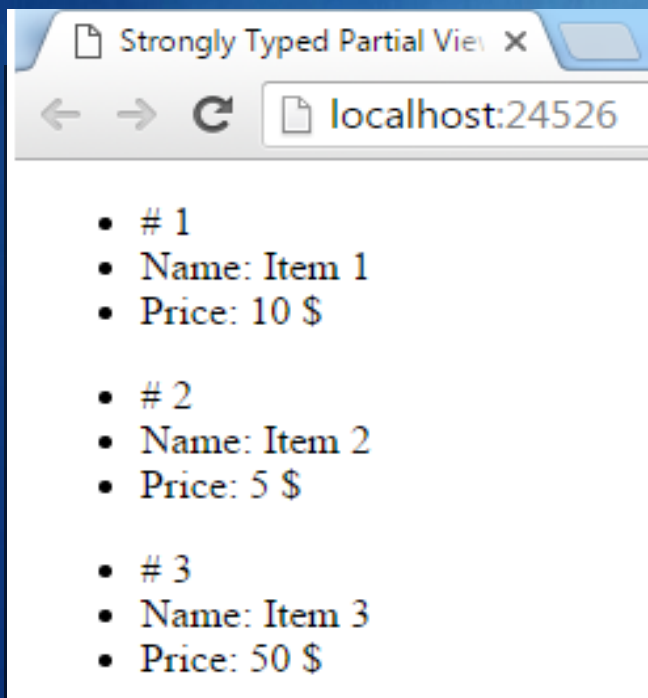 Strongly Typed Partial Vie
localhost:24526
# 1
Name: Item 1
Price: 10 $
# 2
Name: Item 2
Price: 5 $
# 3
Name: Item 3
Price: 50 $